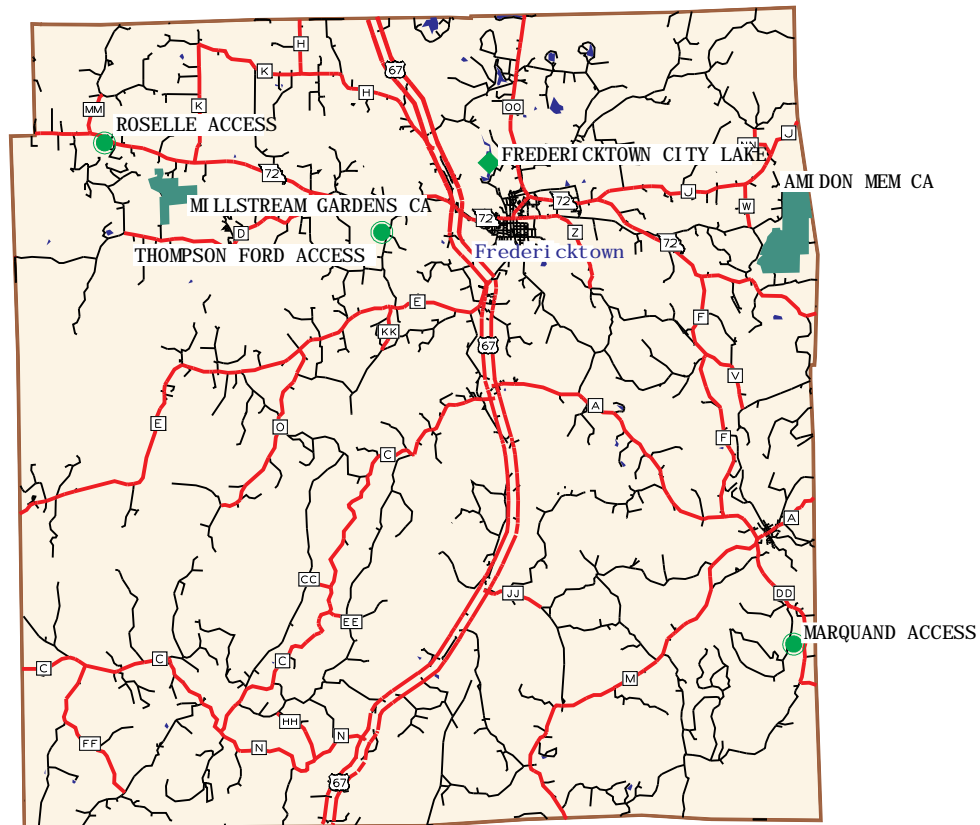 H
67
K
H
OO
MM
K
ROSELLE ACCESS
J
NN
FREDERICKTOWN CITY LAKE
72
AMIDON MEM CA
J
72
MILLSTREAM GARDENS CA
W
72
D
Z
72
THOMPSON FORD ACCESS
Fredericktown
E
F
KK
67
V
A
E
O
F
C
A
CC
JJ
DD
EE
MARQUAND ACCESS
C
C
C
M
HH
FF
N
N
67